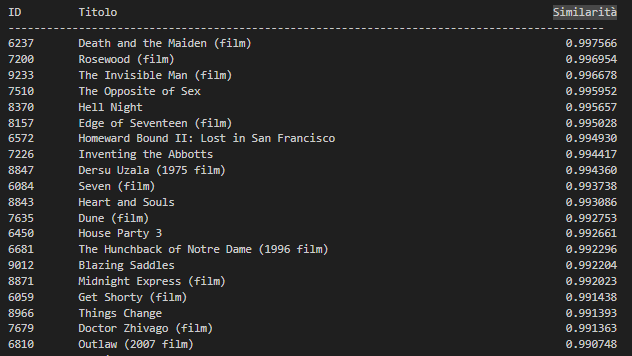 ID Titolo Similarità
--------------------------------------------------------------------------------------------
6237 Death and the Maiden (film) 0.997566
7200 Rosewood (film) 0.996954
9233 The Invisible Man (film) 0.996678
7510 The Opposite of Sex 0.995952
8370 Hell Night 0.995657
8157 Edge of Seventeen (film) 0.995028
6572 Homeward Bound II: Lost in San Francisco 0.994930
7226 Inventing the Abbotts 0.994417
8847 Dersu Uzala (1975 film) 0.994360
6084 Seven (film) 0.993738
8843 Heart and Souls 0.993086
7635 Dune (film) 0.992753
6450 House Party 3 0.992661
6681 The Hunchback of Notre Dame (1996 film) 0.992296
9012 Blazing Saddles 0.992204
8871 Midnight Express (film) 0.992023
6059 Get Shorty (film) 0.991438
8966 Things Change 0.991393
7679 Doctor Zhivago (film) 0.991363
6810 Outlaw (2007 film) 0.990748